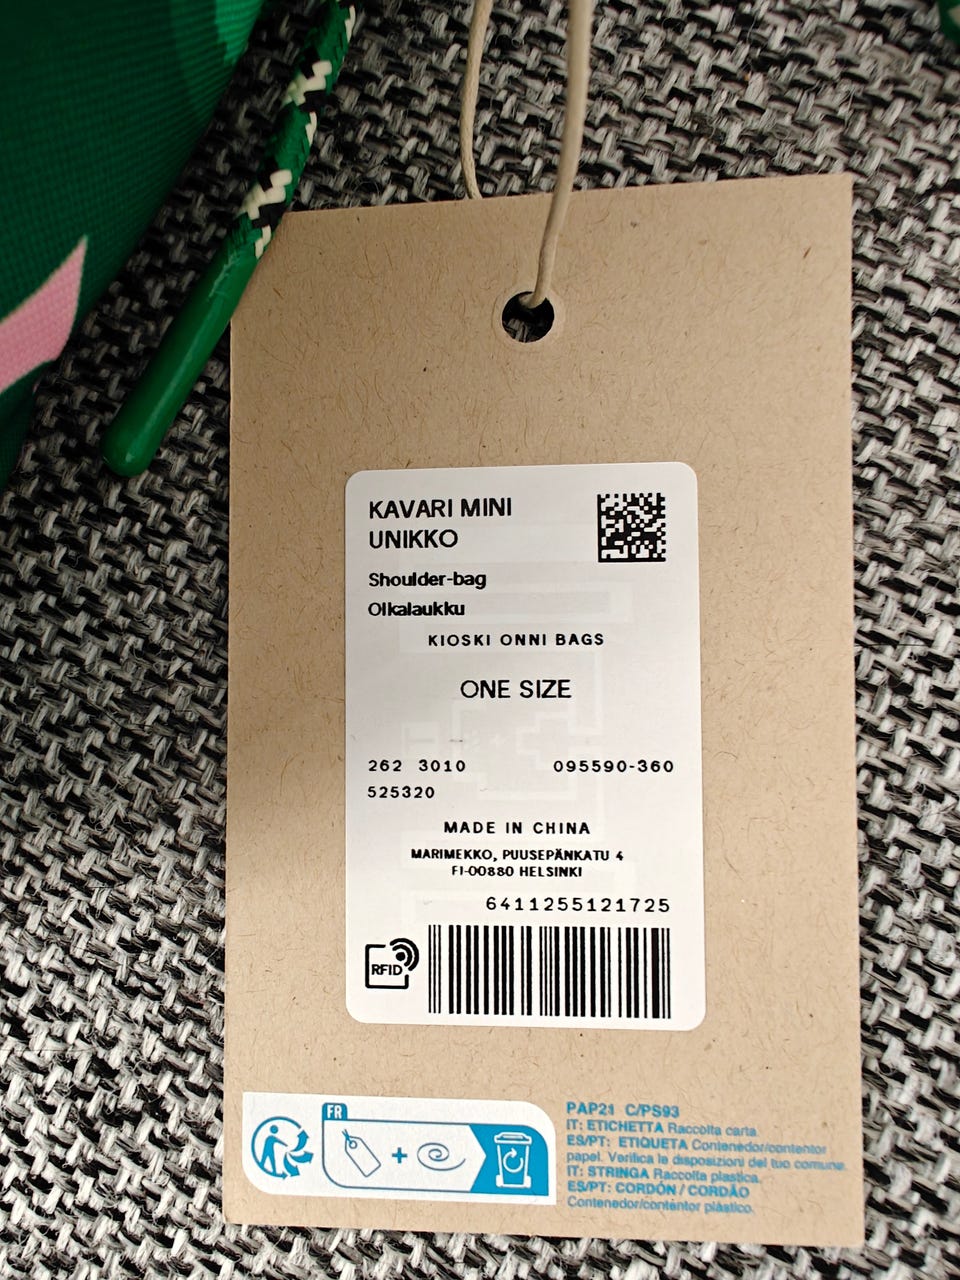 KAVARI MINI
UNIKKO
Shoulder-bag
Olkalaukku
KIOSKI ONNI BAGS
ONE SIZE
262 3010 095590-360
525320
MADE IN CHINA
MARIMEKKO, PUUSEPÄNKATU 4
FI-00880 HELSINKI
6411255121725
RFID
FR
PAP21 C/PS93
IT: ETICHETTA Raccolta carta.
ES/PT: ETIQUETA Contenedor/contentor
papel. Verifica le disposizioni del tuo comune.
IT: STRINGA Raccolta plastica.
ES/PT: CORDÓN / CORDÃO
Contenedor/contentor plástico.